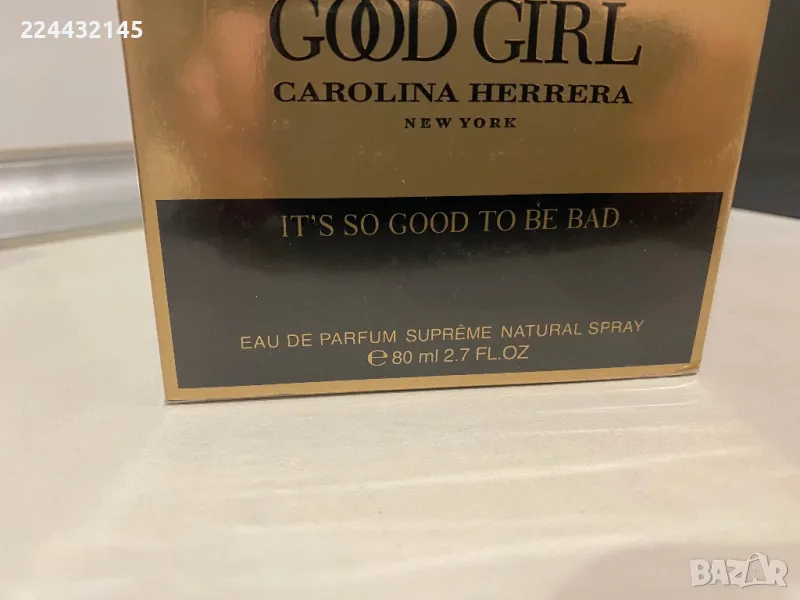 224432145
GOOD GIRL
CAROLINA HERRERA
NEW YORK
IT'S SO GOOD TO BE BAD
EAU DE PARFUM SUPRÊME NATURAL SPRAY
℮ 80 ml 2.7 FL.OZ
BAZAR